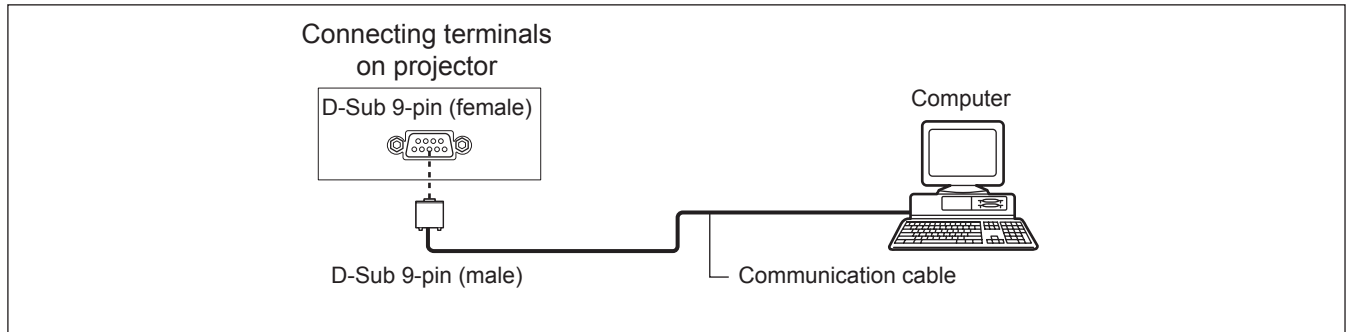 Connecting terminals
on projector
D-Sub 9-pin (female)
Computer
D-Sub 9-pin (male)
Communication cable